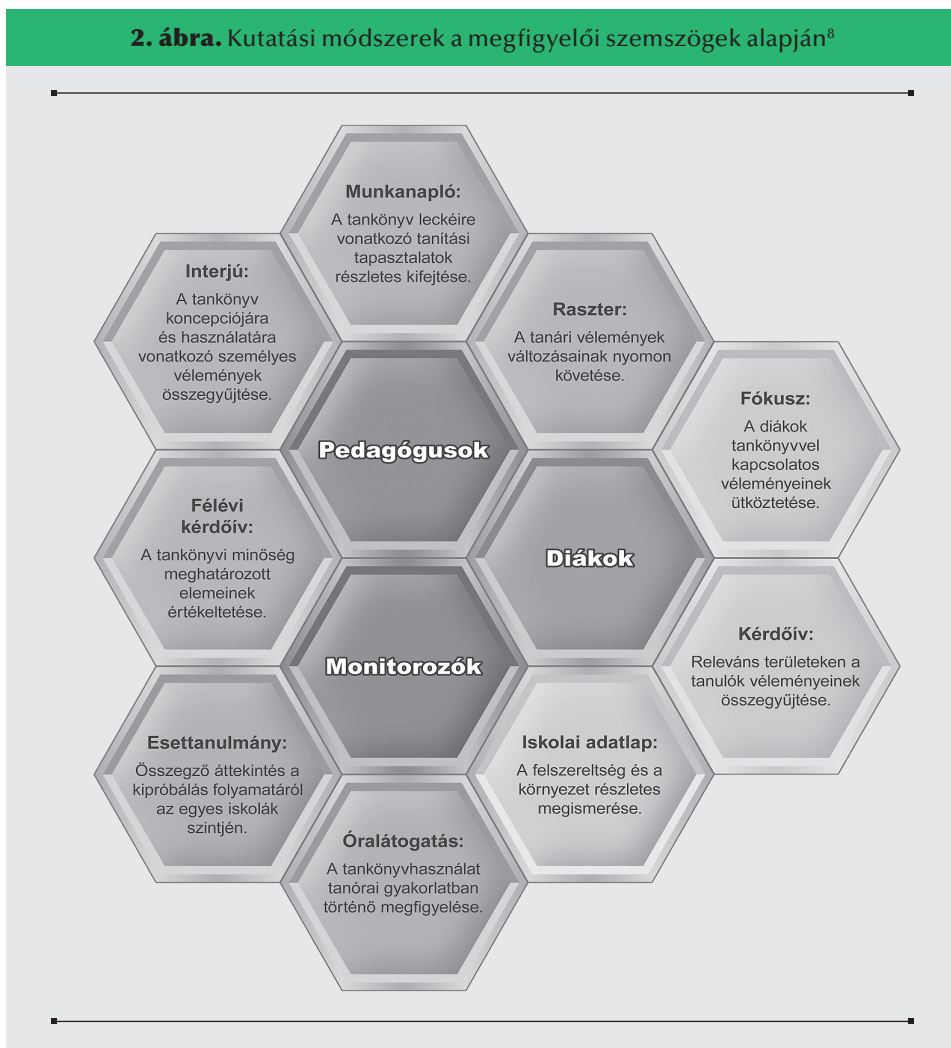 2. ábra. Kutatási módszerek a megfigyelői szemszögek alapján⁸
Munkanapló:
A tankönyv leckéire
vonatkozó tanítási
tapasztalatok
részletes kifejtése.
Interjú:
A tankönyv
koncepciójára
és használatára
vonatkozó személyes
vélemények
összegyűjtése.
Raszter:
A tanári vélemények
változásainak nyomon
követése.
Pedagógusok
Fókusz:
A diákok
tankönyvvel
kapcsolatos
véleményeinek
ütköztetése.
Félévi
kérdőív:
A tankönyvi minőség
meghatározott
elemeinek
értékeltetése.
Diákok
Monitorozók
Kérdőív:
Releváns területeken a
tanulók véleményeinek
összegyűjtése.
Esettanulmány:
Összegző áttekintés a
kipróbálás folyamatáról
az egyes iskolák
szintjén.
Iskolai adatlap:
A felszereltség és a
környezet részletes
megismerése.
Óralátogatás:
A tankönyvhasználat
tanórai gyakorlatban
történő megfigyelése.